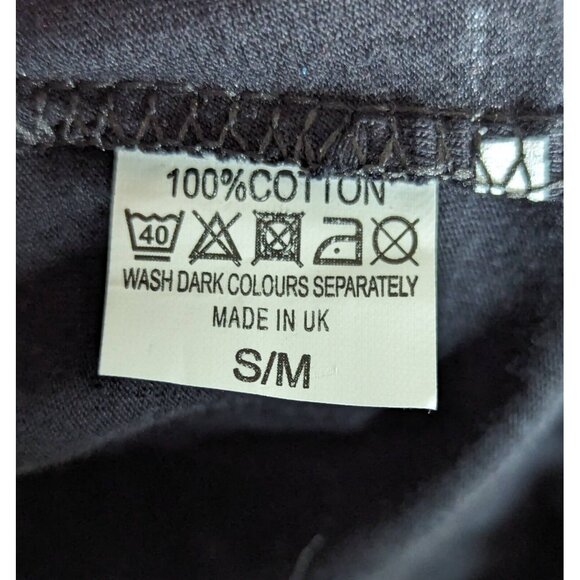 100%COTTON
40
WASH DARK COLOURS SEPARATELY
MADE IN UK
S/M